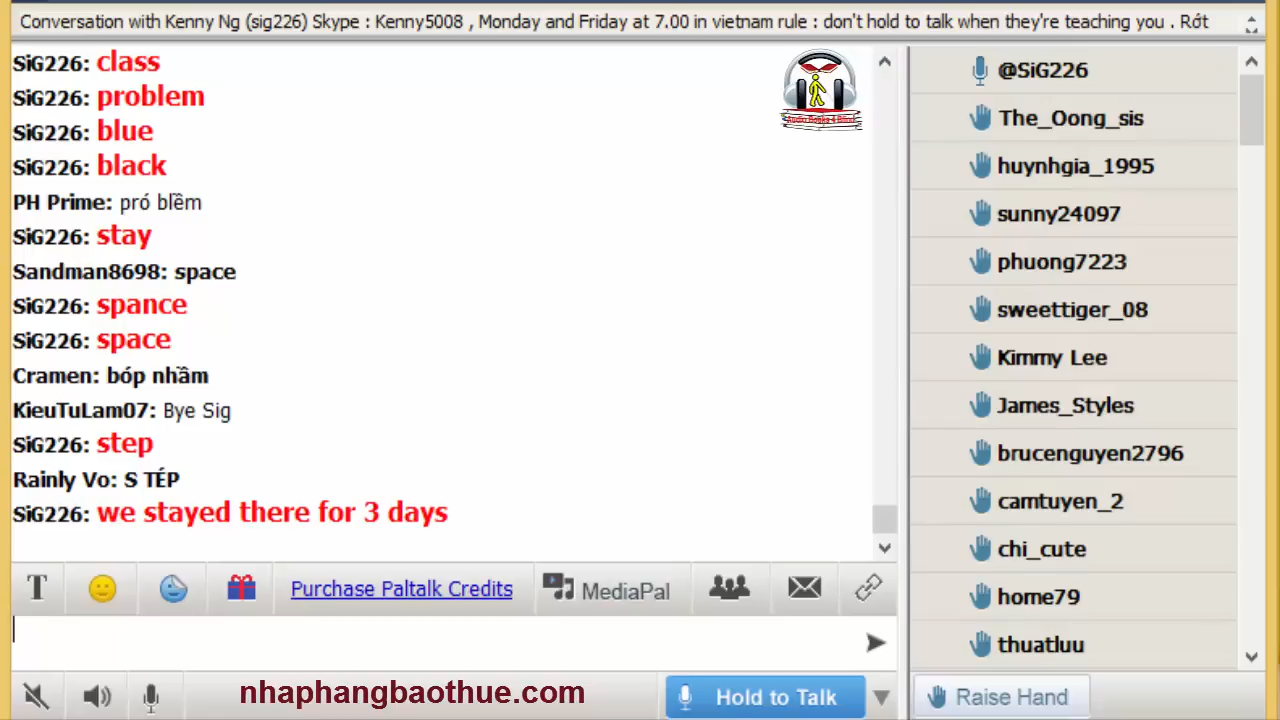 Conversation with Kenny Ng (sig226) Skype : Kenny5008 , Monday and Friday at 7.00 in vietnam rule : don't hold to talk when they're teaching you . Rớt
SiG226: class
SiG226: problem
SiG226: blue
SiG226: black
PH Prime: pró blềm
SiG226: stay
Sandman8698: space
SiG226: spance
SiG226: space
Cramen: bóp nhầm
KieuTuLam07: Bye Sig
SiG226: step
Rainly Vo: S TÉP
SiG226: we stayed there for 3 days
@SiG226
The_Oong_sis
huynhgia_1995
sunny24097
phuong7223
sweettiger_08
Kimmy Lee
James_Styles
brucenguyen2796
camtuyen_2
chi_cute
home79
thuatluu
T
Purchase Paltalk Credits
MediaPal
nhaphangbaothue.com
Hold to Talk
Raise Hand